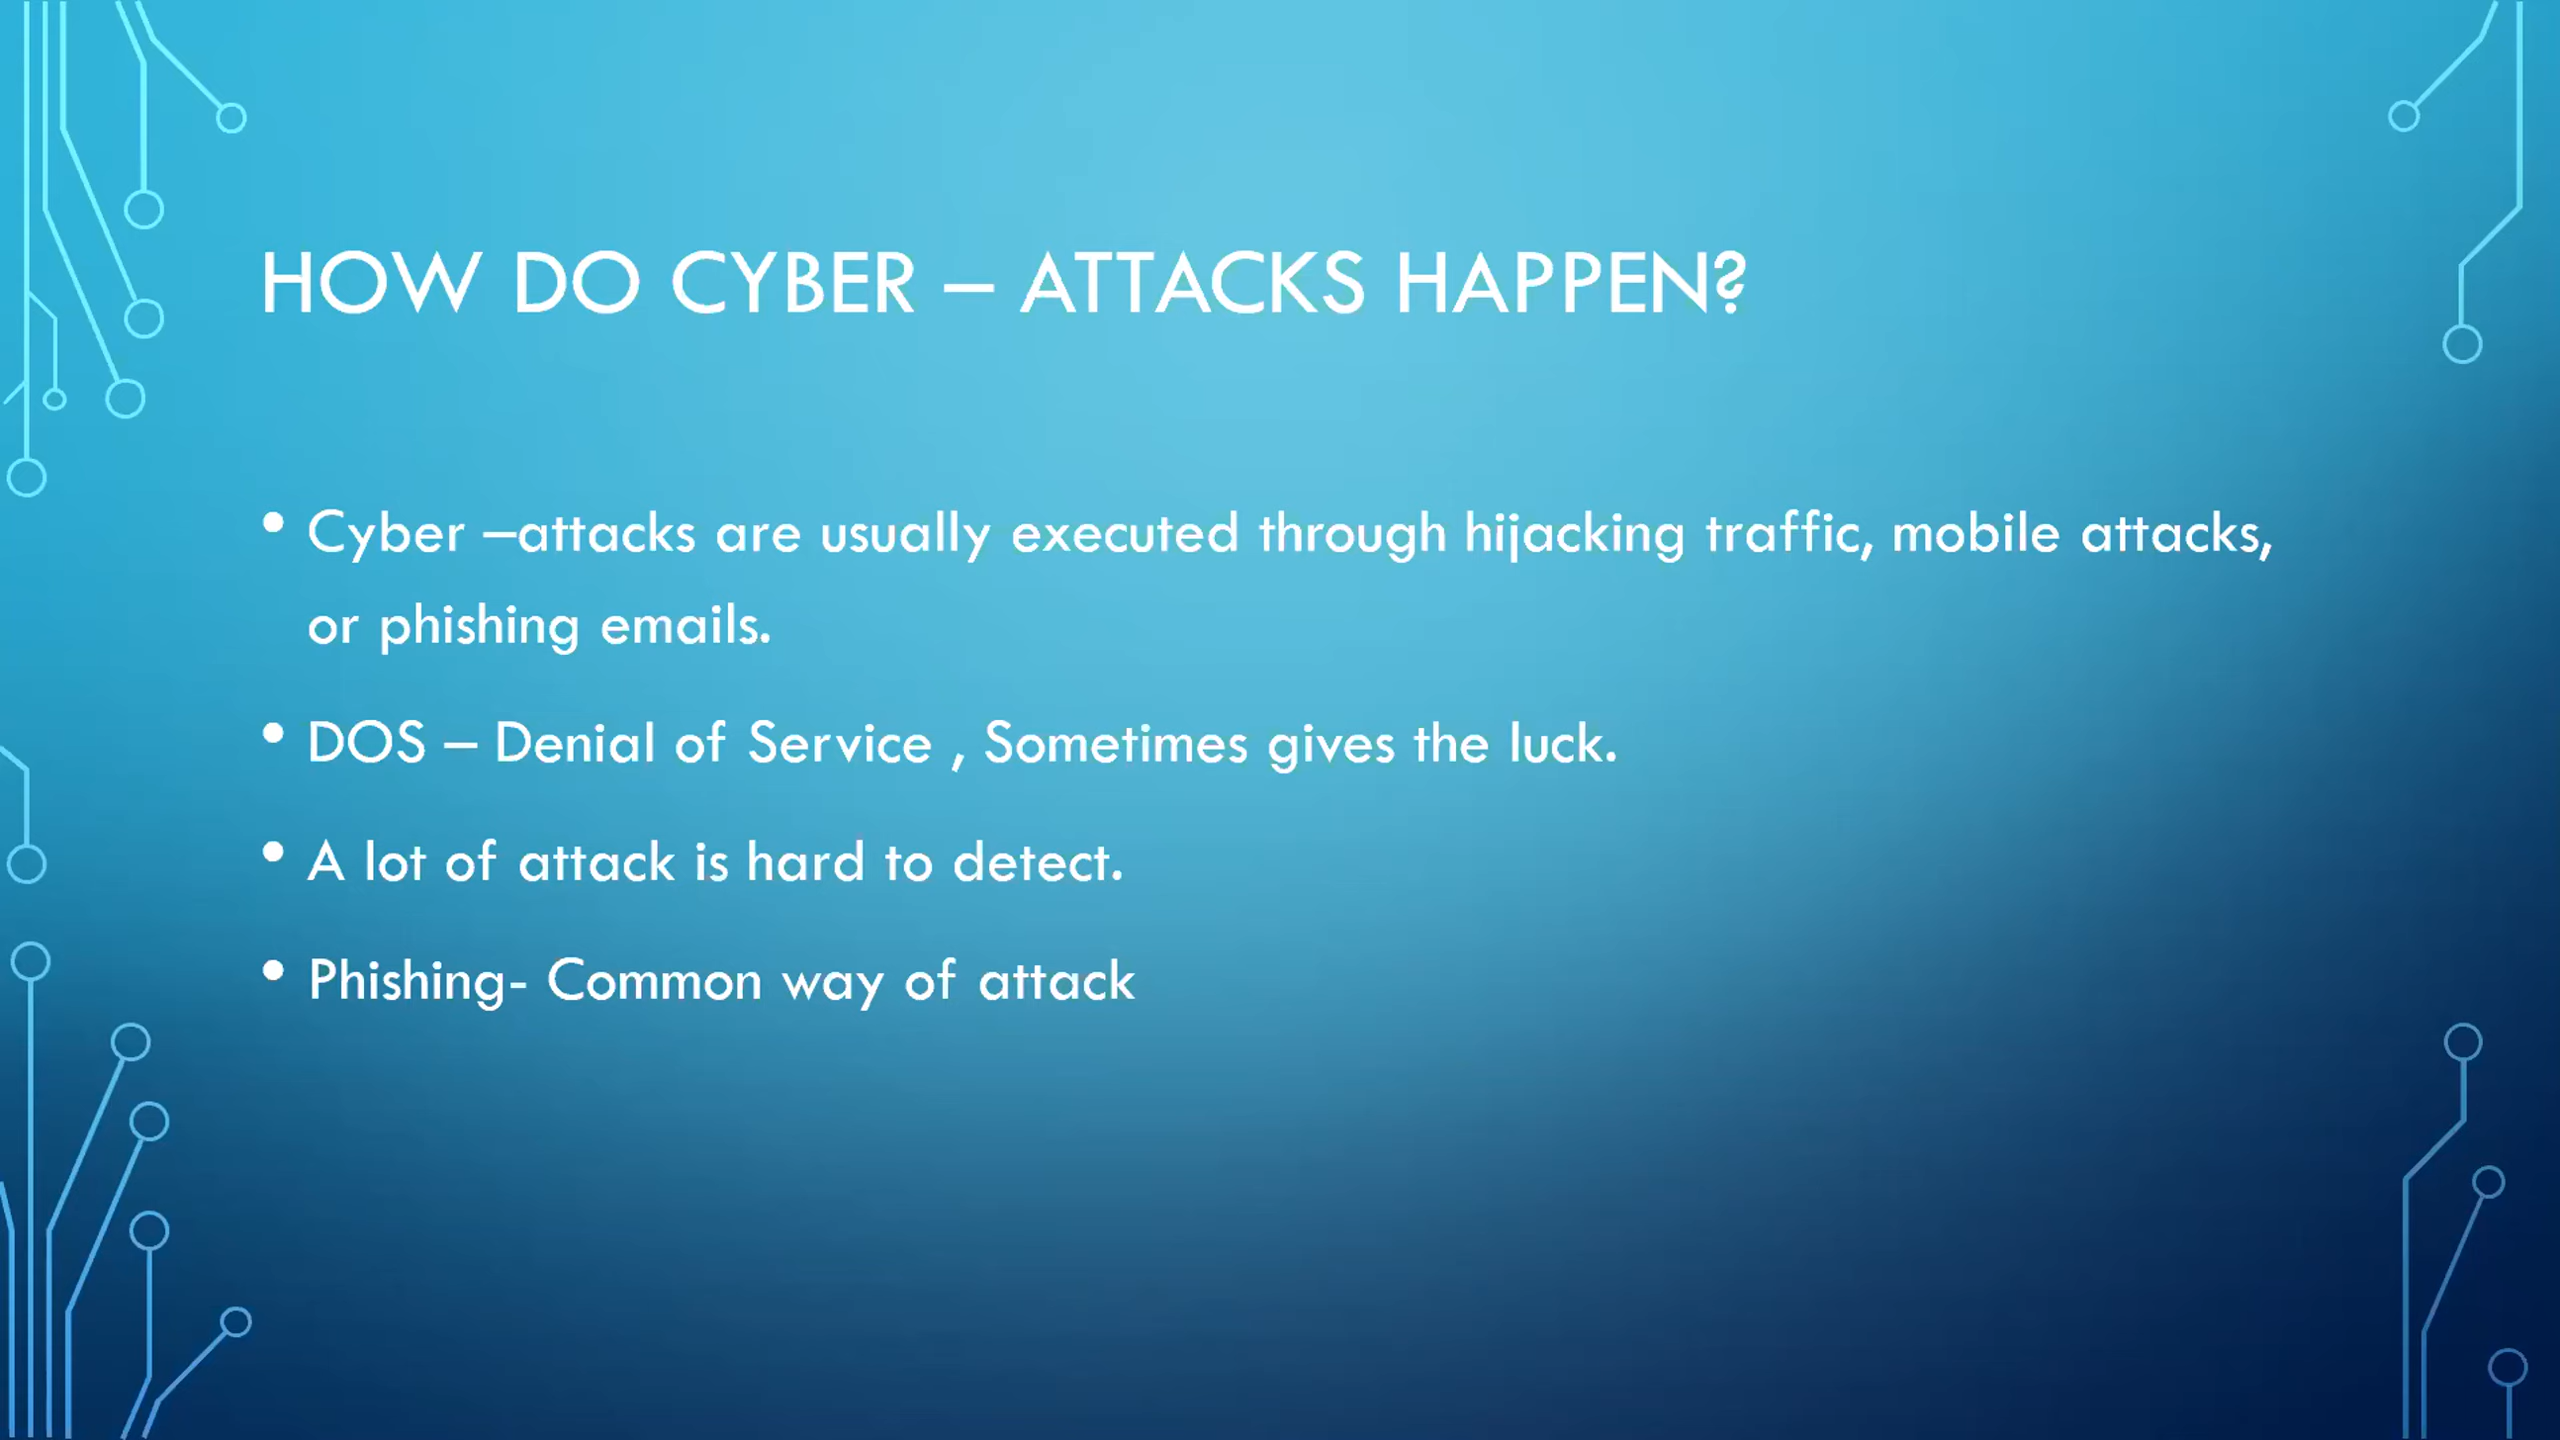 HOW DO CYBER – ATTACKS HAPPEN?
• Cyber –attacks are usually executed through hijacking traffic, mobile attacks,
or phishing emails.
• DOS – Denial of Service , Sometimes gives the luck.
• A lot of attack is hard to detect.
• Phishing- Common way of attack